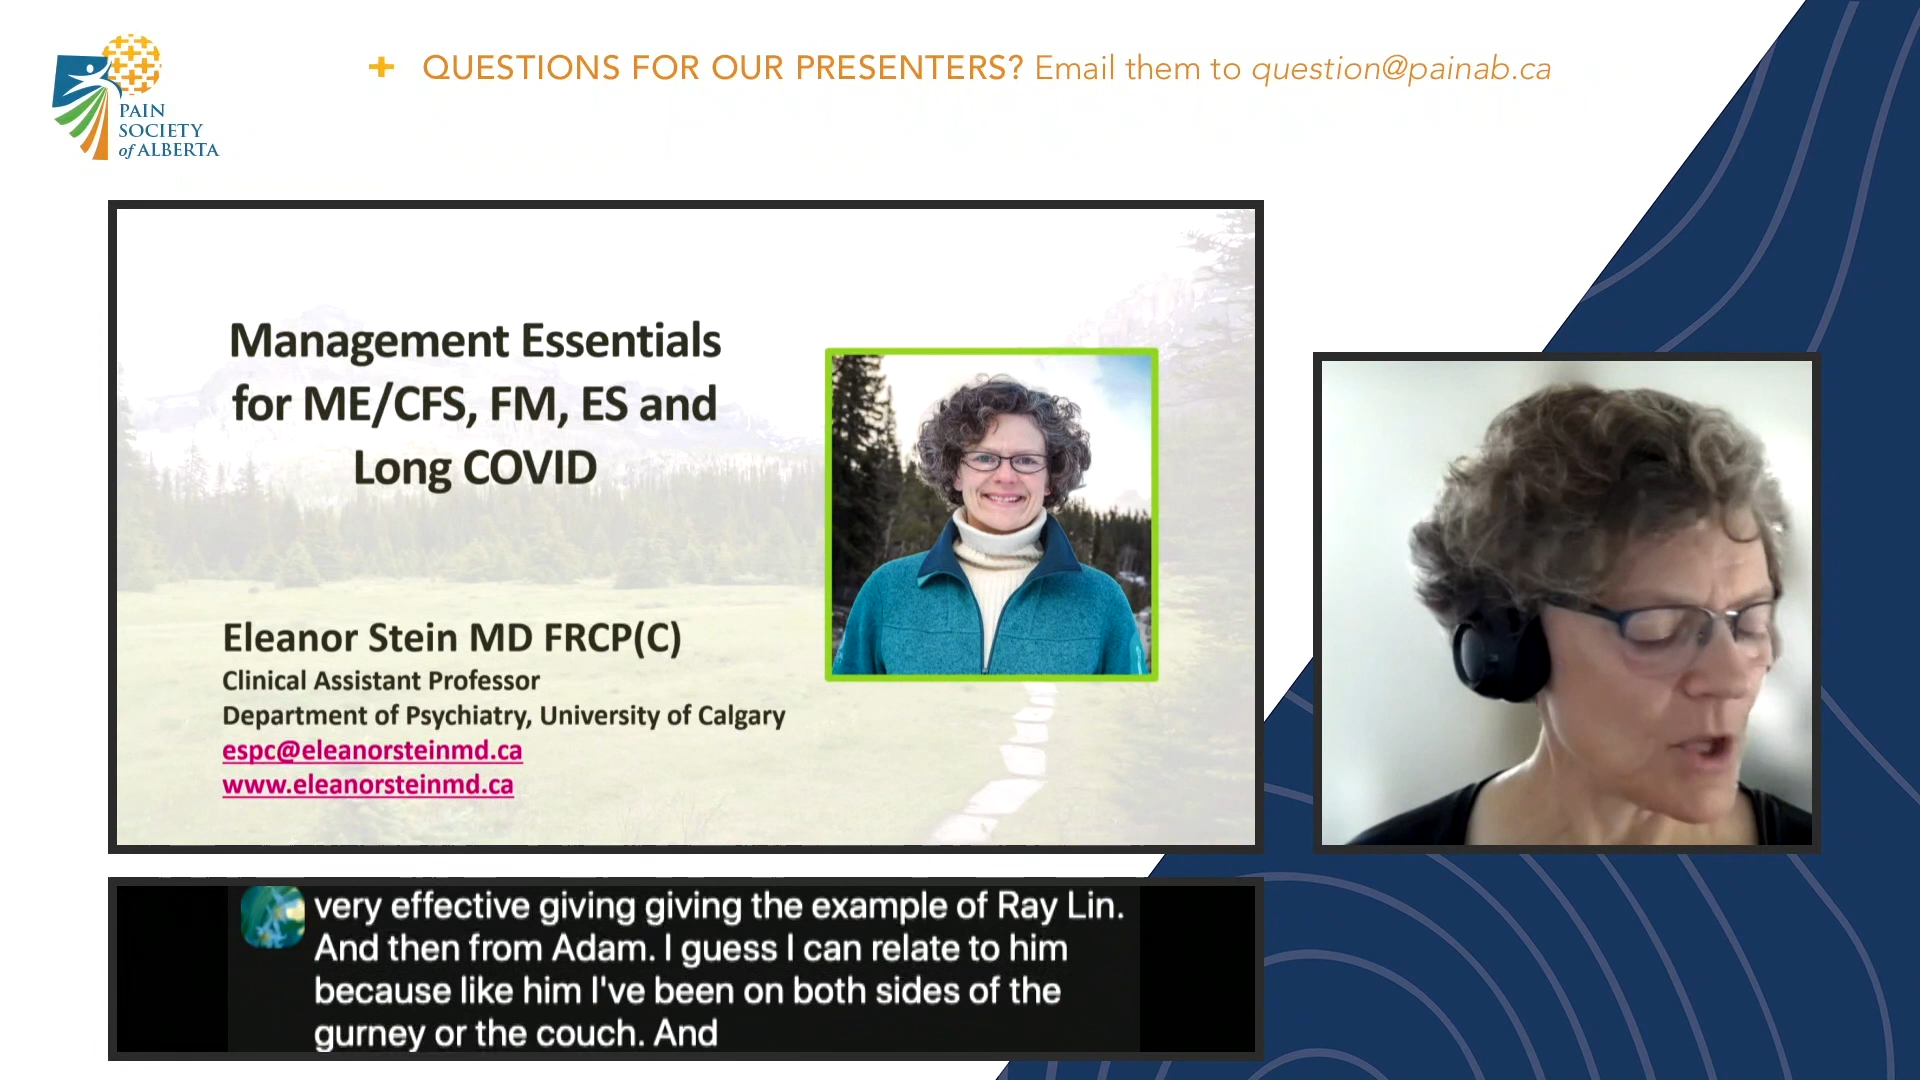 PAIN
SOCIETY
of ALBERTA
+ QUESTIONS FOR OUR PRESENTERS? Email them to question@painab.ca
Management Essentials
for ME/CFS, FM, ES and
Long COVID
Eleanor Stein MD FRCP(C)
Clinical Assistant Professor
Department of Psychiatry, University of Calgary
espc@eleanorsteinmd.ca
www.eleanorsteinmd.ca
very effective giving giving the example of Ray Lin.
And then from Adam. I guess I can relate to him
because like him I've been on both sides of the
gurney or the couch. And